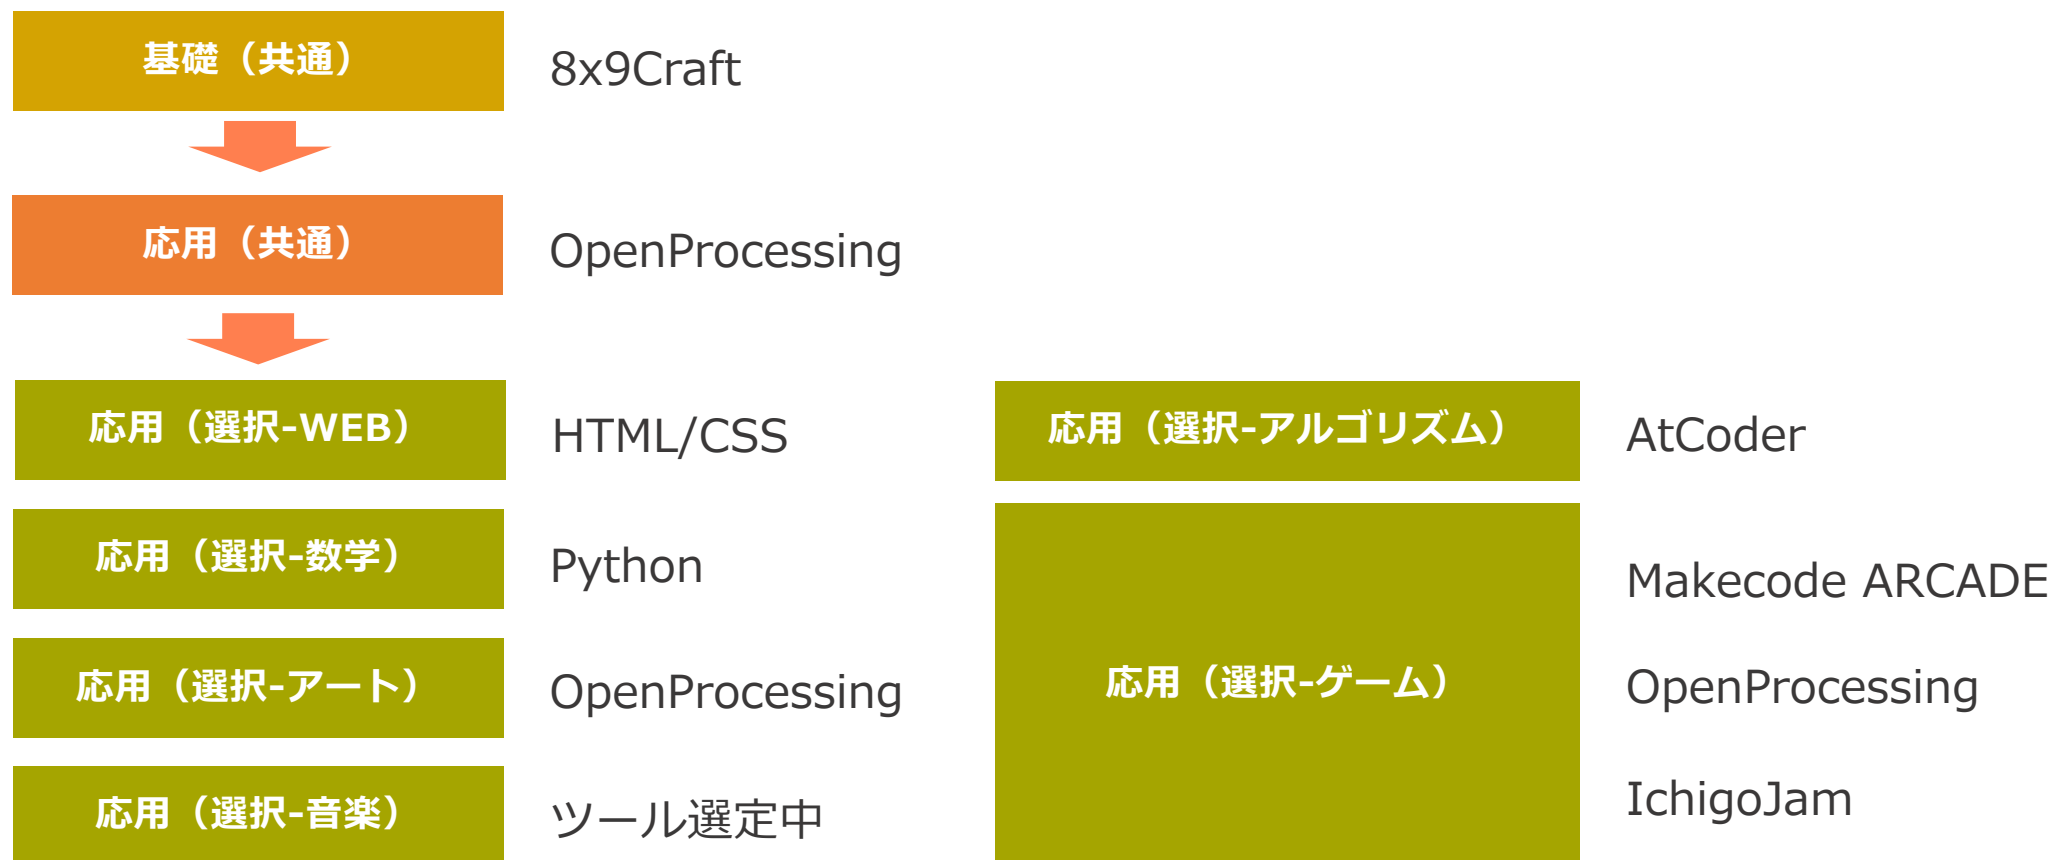 基礎（共通）
8x9Craft
応用（共通）
OpenProcessing
応用（選択-WEB）
HTML/CSS
応用（選択-数学）
Python
応用（選択-アート）
OpenProcessing
応用（選択-音楽）
ツール選定中
応用（選択-アルゴリズム）
AtCoder
応用（選択-ゲーム）
Makecode ARCADE
OpenProcessing
IchigoJam